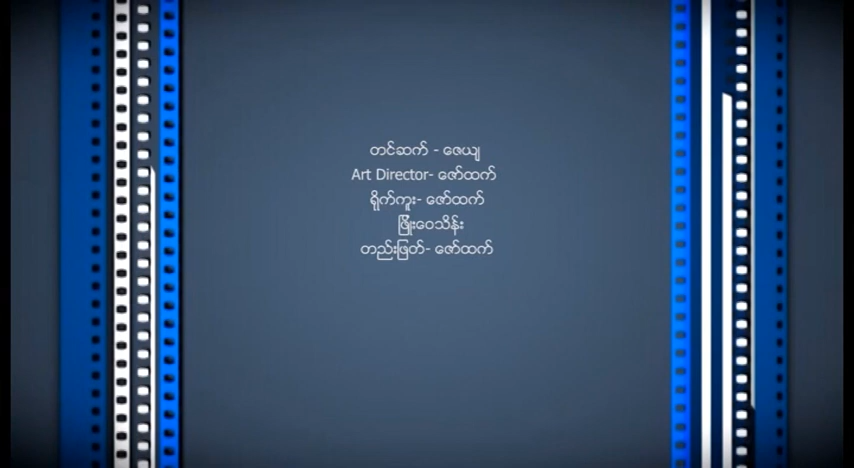 တင်ဆက် - ဇေယျ
Art Director- ဇော်ထက်
ရိုက်ကူး- ဇော်ထက်
ဖြိုးဝေသိန်း
တည်းဖြတ်- ဇော်ထက်